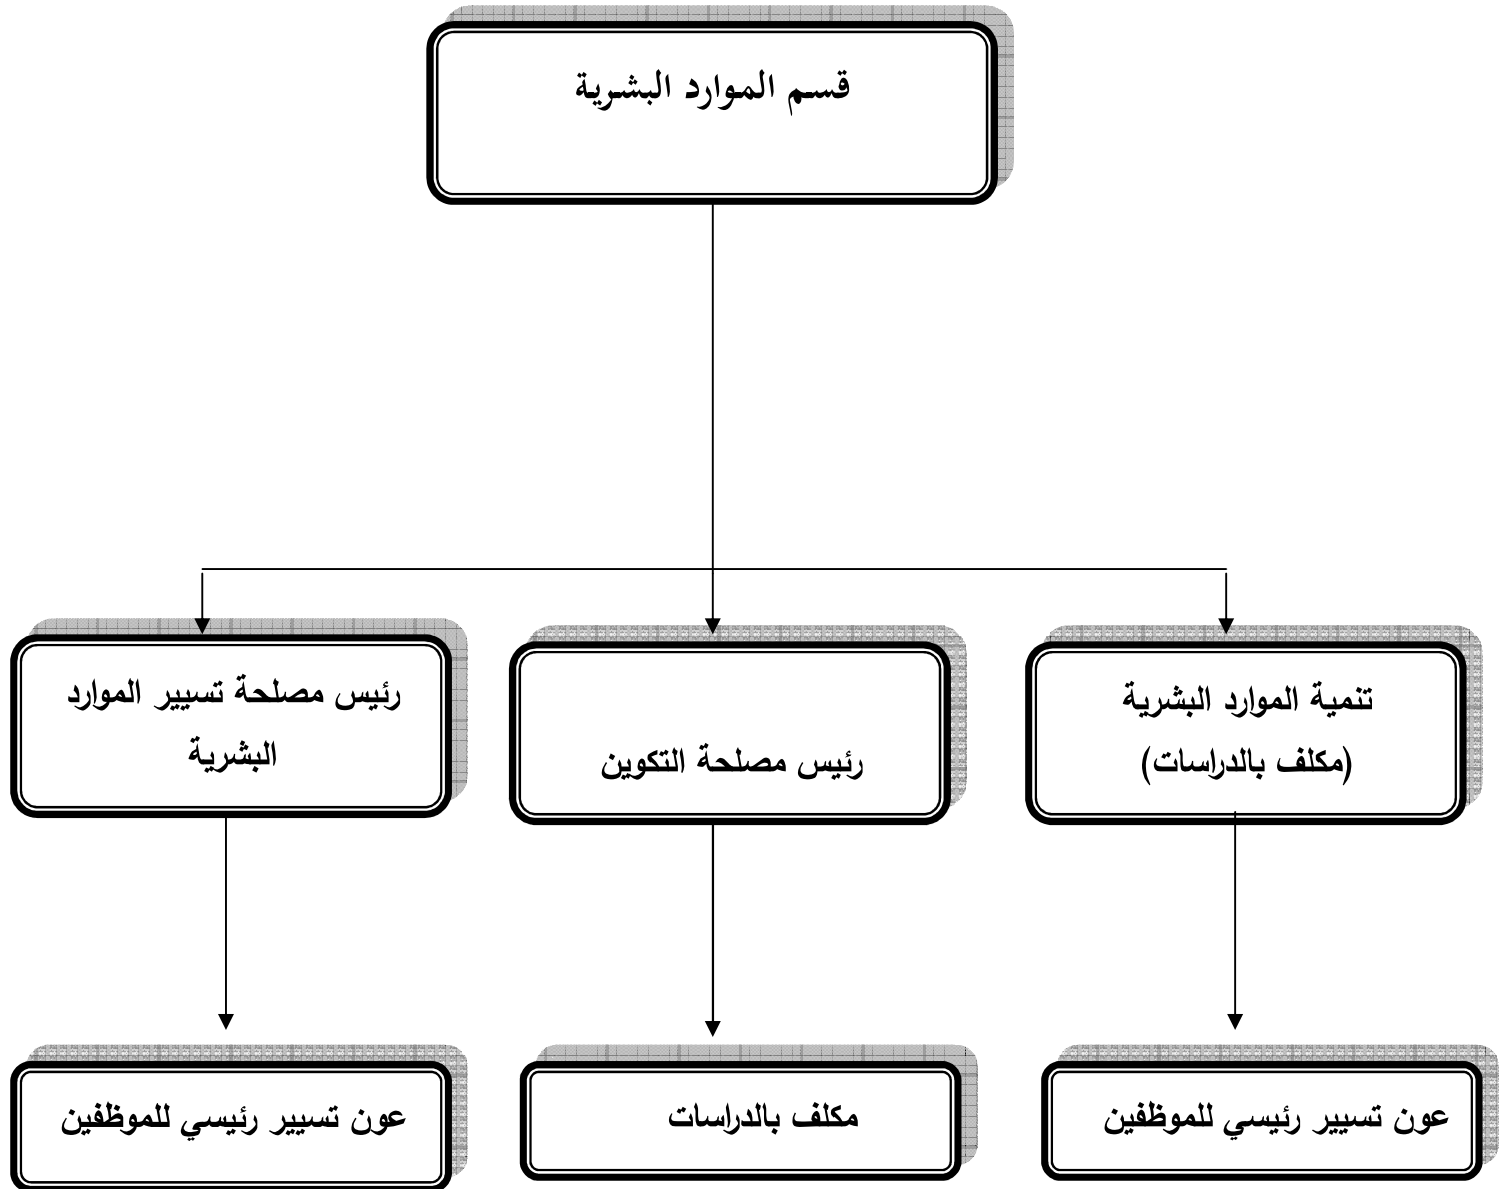 قسم الموارد البشرية
تنمية الموارد البشرية
(مكلف بالدراسات)
رئيس مصلحة التكوين
رئيس مصلحة تسيير الموارد
البشرية
عون تسيير رئيسي للموظفين
مكلف بالدراسات
عون تسيير رئيسي للموظفين